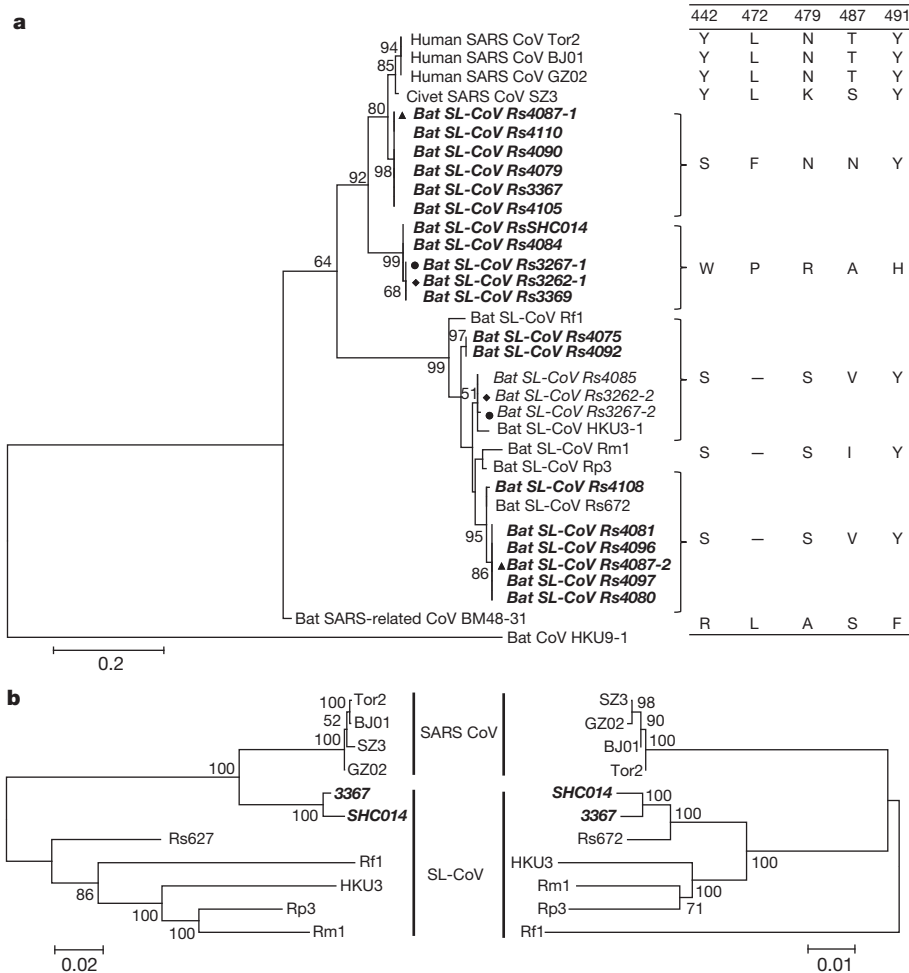 a
442 472 479 487 491
94
Human SARS CoV Tor2 Y L N T Y
85
Human SARS CoV BJ01 Y L N T Y
Human SARS CoV GZ02 Y L N T Y
Civet SARS CoV SZ3 Y L K S Y
80
▲ Bat SL-CoV Rs4087-1
Bat SL-CoV Rs4110
Bat SL-CoV Rs4090 S F N N Y
98
Bat SL-CoV Rs4079
92
Bat SL-CoV Rs3367
Bat SL-CoV Rs4105
Bat SL-CoV RsSHC014
Bat SL-CoV Rs4084
99
● Bat SL-CoV Rs3267-1 W P R A H
64
◆ Bat SL-CoV Rs3262-1
68
Bat SL-CoV Rs3369
Bat SL-CoV Rf1
97
Bat SL-CoV Rs4075
Bat SL-CoV Rs4092
99
Bat SL-CoV Rs4085 S – S V Y
51
◆ Bat SL-CoV Rs3262-2
● Bat SL-CoV Rs3267-2
Bat SL-CoV HKU3-1
Bat SL-CoV Rm1 S – S I Y
Bat SL-CoV Rp3
Bat SL-CoV Rs4108
Bat SL-CoV Rs672
95
Bat SL-CoV Rs4081 S – S V Y
Bat SL-CoV Rs4096
86
▲ Bat SL-CoV Rs4087-2
Bat SL-CoV Rs4097
Bat SL-CoV Rs4080
Bat SARS-related CoV BM48-31 R L A S F
Bat CoV HKU9-1
0.2
b
100
Tor2
52
BJ01
100
SZ3
GZ02
100
3367
100
SHC014
Rs627
Rf1
86
HKU3
100
Rp3
100
Rm1
0.02
SARS CoV
SL-CoV
SZ3
98
GZ02
90
BJ01
100
Tor2
SHC014
100
3367
100
Rs672
HKU3
100
Rm1
100
Rp3
71
Rf1
0.01